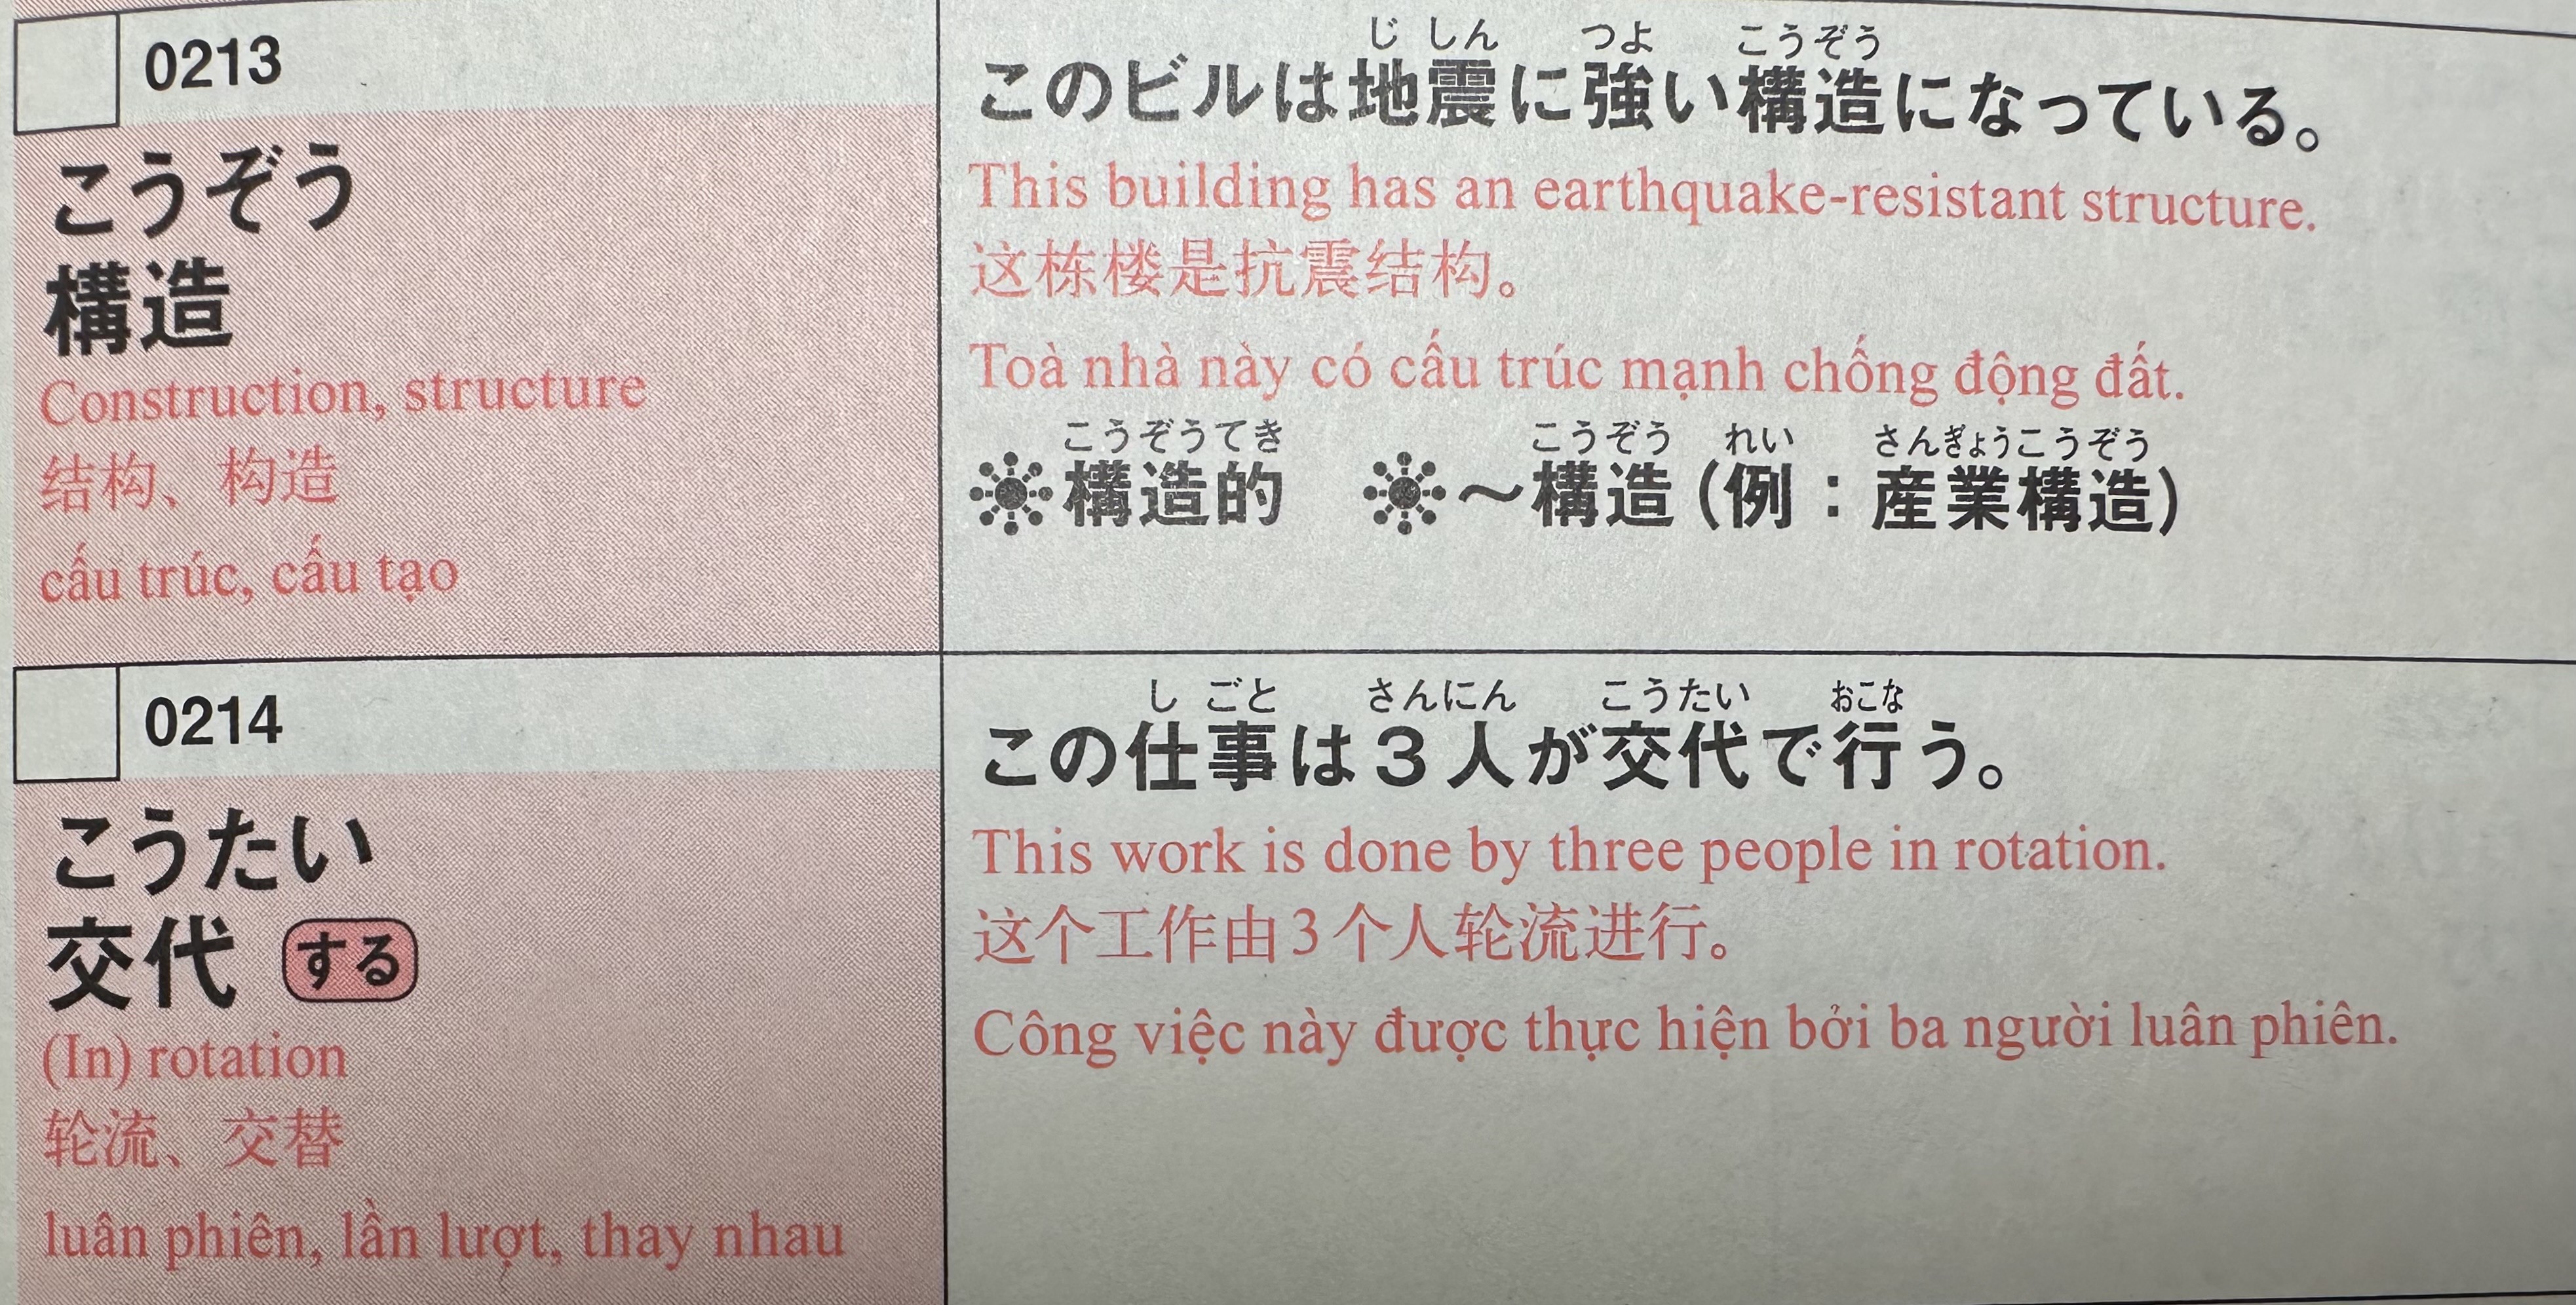 0213
こうぞう
構造
Construction, structure
结构、构造
cấu trúc, cấu tạo
じ しん つよ こうぞう
このビルは地震に強い構造になっている。
This building has an earthquake-resistant structure.
这栋楼是抗震结构。
Toà nhà này có cấu trúc mạnh chống động đất.
こうぞうてき こうぞう れい さんぎょうこうぞう
構造的 ～構造(例：産業構造)
0214
こうたい
交代 する
(In) rotation
轮流、交替
luân phiên, lần lượt, thay nhau
し ごと さんにん こうたい おこな
この仕事は3人が交代で行う。
This work is done by three people in rotation.
这个工作由3个人轮流进行。
Công việc này được thực hiện bởi ba người luân phiên.